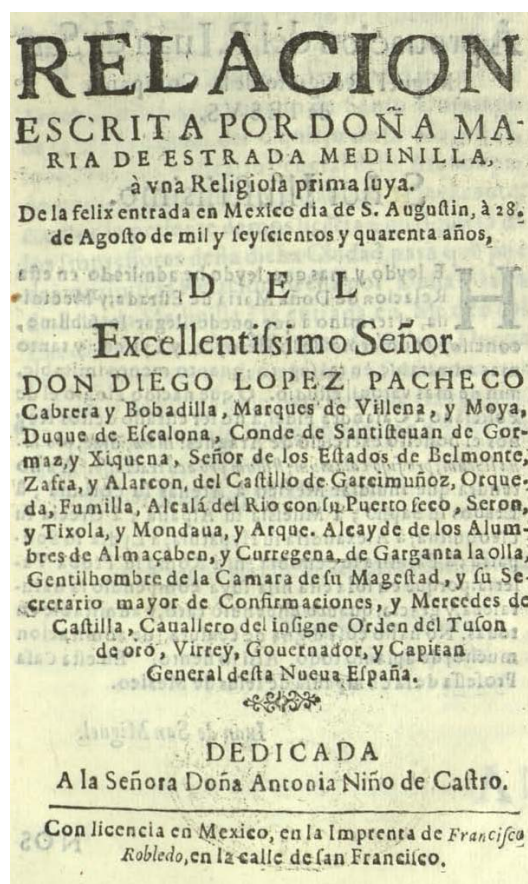 RELACION
ESCRITA POR DOÑA MA-
RIA DE ESTRADA MEDINILLA,
à vna Religiosa prima suya.
De la felix entrada en Mexico dia de S. Augustin, à 28.
de Agosto de mil y seyscientos y quarenta años,
DEL
Excellentissimo Señor
DON DIEGO LOPEZ PACHECO
Cabrera y Bobadilla, Marques de Villena, y Moya,
Duque de Escalona, Conde de Santisteuan de Gor-
maz, y Xiquena, Señor de los Estados de Belmonte,
Zafra, y Alarcon, del Castillo de Garcimuñoz, Orque-
da, Fumilla, Alcalá del Rio con su Puerto seco, Seron,
y Tixola, y Mondaua, y Arque. Alcayde de los Alum-
bres de Almaçaben, y Curregena, de Garganta la olla,
Gentilhombre de la Camara de su Magestad, y su Se-
cretario mayor de Confirmaciones, y Mercedes de
Castilla, Cauallero del insigne Orden del Tuson
de oro, Virrey, Gouernador, y Capitan
General desta Nueua España.
DEDICADA
A la Señora Doña Antonia Niño de Castro.
Con licencia en Mexico, en la Imprenta de Francisco
Robledo, en la calle de san Francisco.